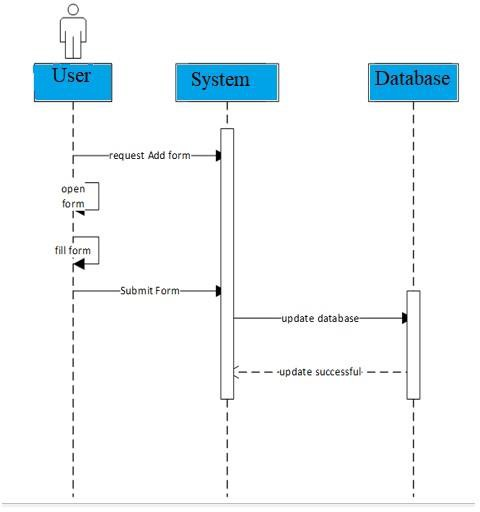 User
System
Database
request Add form
open
form
fill form
Submit Form
update database
update successful